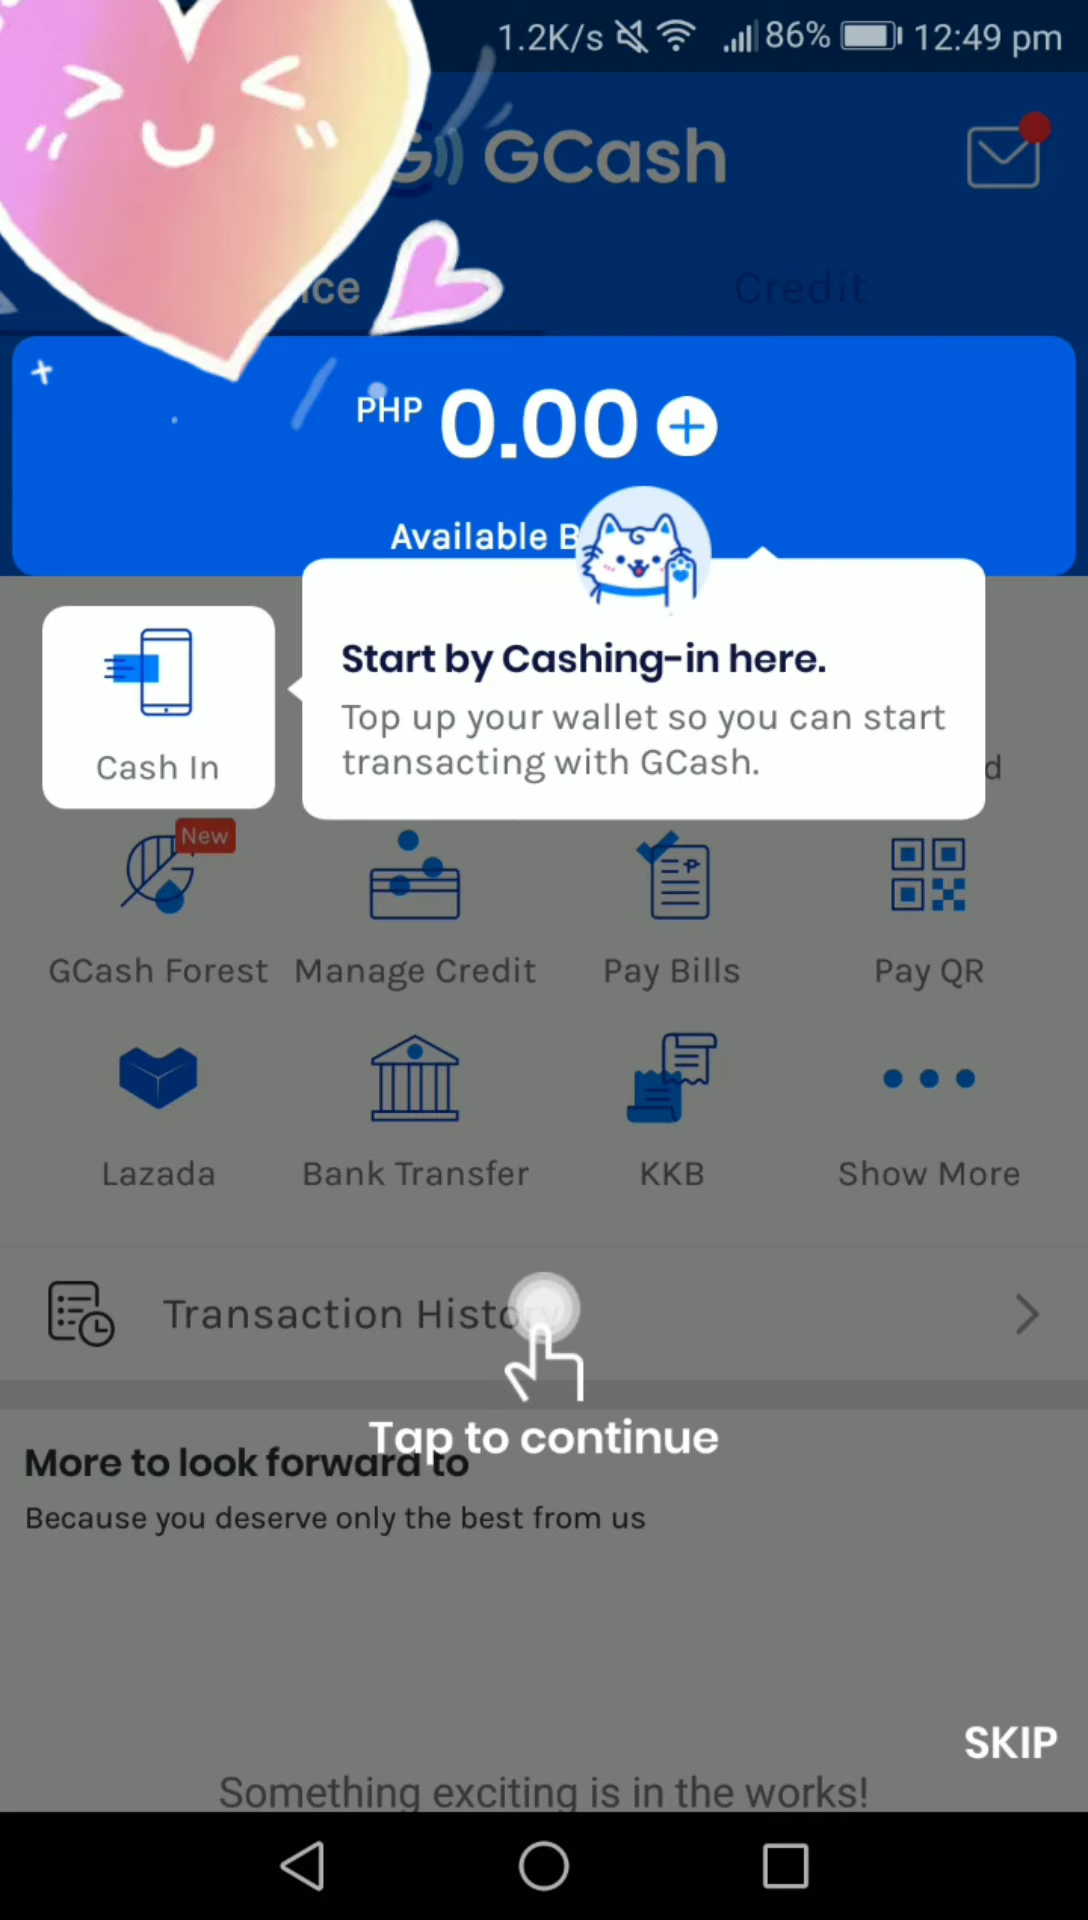 1.2K/s 86% 12:49 pm
GCash
Credit
PHP 0.00
Available
Start by Cashing-in here.
Top up your wallet so you can start
transacting with GCash.
Cash In
New
GCash Forest Manage Credit Pay Bills Pay QR
Lazada Bank Transfer KKB Show More
Transaction History
Tap to continue
More to look forward to
Because you deserve only the best from us
SKIP
Something exciting is in the works!